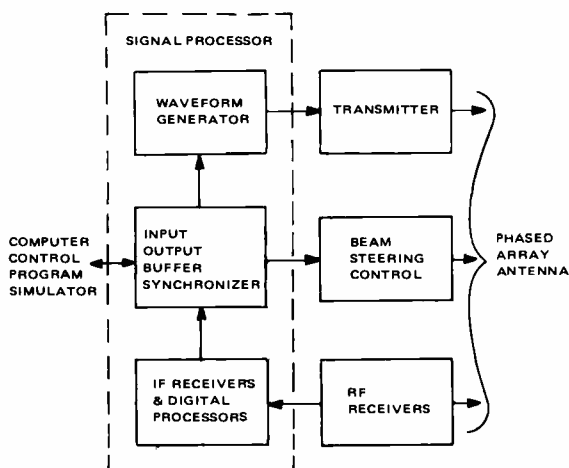 SIGNAL PROCESSOR
WAVEFORM
GENERATOR
TRANSMITTER
COMPUTER
CONTROL
PROGRAM
SIMULATOR
INPUT
OUTPUT
BUFFER
SYNCHRONIZER
BEAM
STEERING
CONTROL
PHASED
ARRAY
ANTENNA
IF RECEIVERS
& DIGITAL
PROCESSORS
RF
RECEIVERS